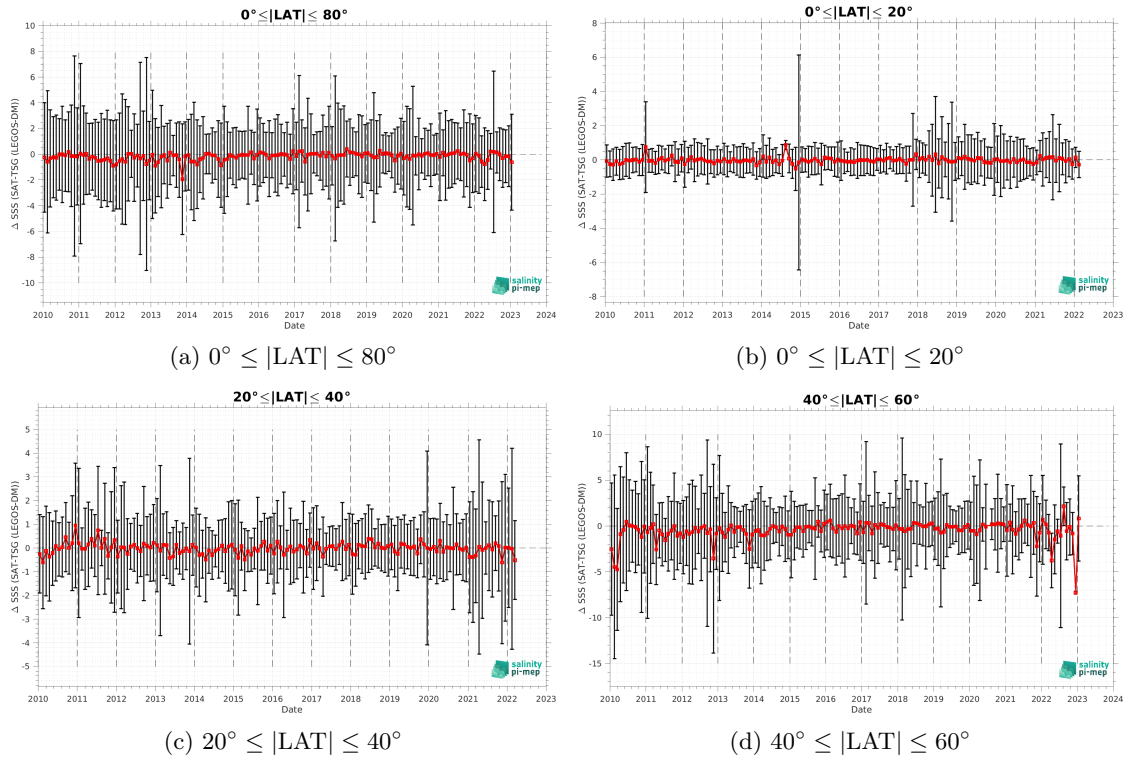 0°≤|LAT|≤ 80°
10
8
6
4
2
0
-2
-4
-6
-8
-10
Δ SSS (SAT-TSG (LEGOS-DM))
2010 2011 2012 2013 2014 2015 2016 2017 2018 2019 2020 2021 2022 2023 2024
Date
salinity
pi-mep
(a) 0° ≤ |LAT| ≤ 80°
0°≤|LAT|≤ 20°
8
6
4
2
0
-2
-4
-6
-8
Δ SSS (SAT-TSG (LEGOS-DM))
2010 2011 2012 2013 2014 2015 2016 2017 2018 2019 2020 2021 2022 2023
Date
salinity
pi-mep
(b) 0° ≤ |LAT| ≤ 20°
20°≤|LAT|≤ 40°
5
4
3
2
1
0
-1
-2
-3
-4
-5
Δ SSS (SAT-TSG (LEGOS-DM))
2010 2011 2012 2013 2014 2015 2016 2017 2018 2019 2020 2021 2022 2023
Date
salinity
pi-mep
(c) 20° ≤ |LAT| ≤ 40°
40°≤|LAT|≤ 60°
10
5
0
-5
-10
-15
Δ SSS (SAT-TSG (LEGOS-DM))
2010 2011 2012 2013 2014 2015 2016 2017 2018 2019 2020 2021 2022 2023 2024
Date
salinity
pi-mep
(d) 40° ≤ |LAT| ≤ 60°